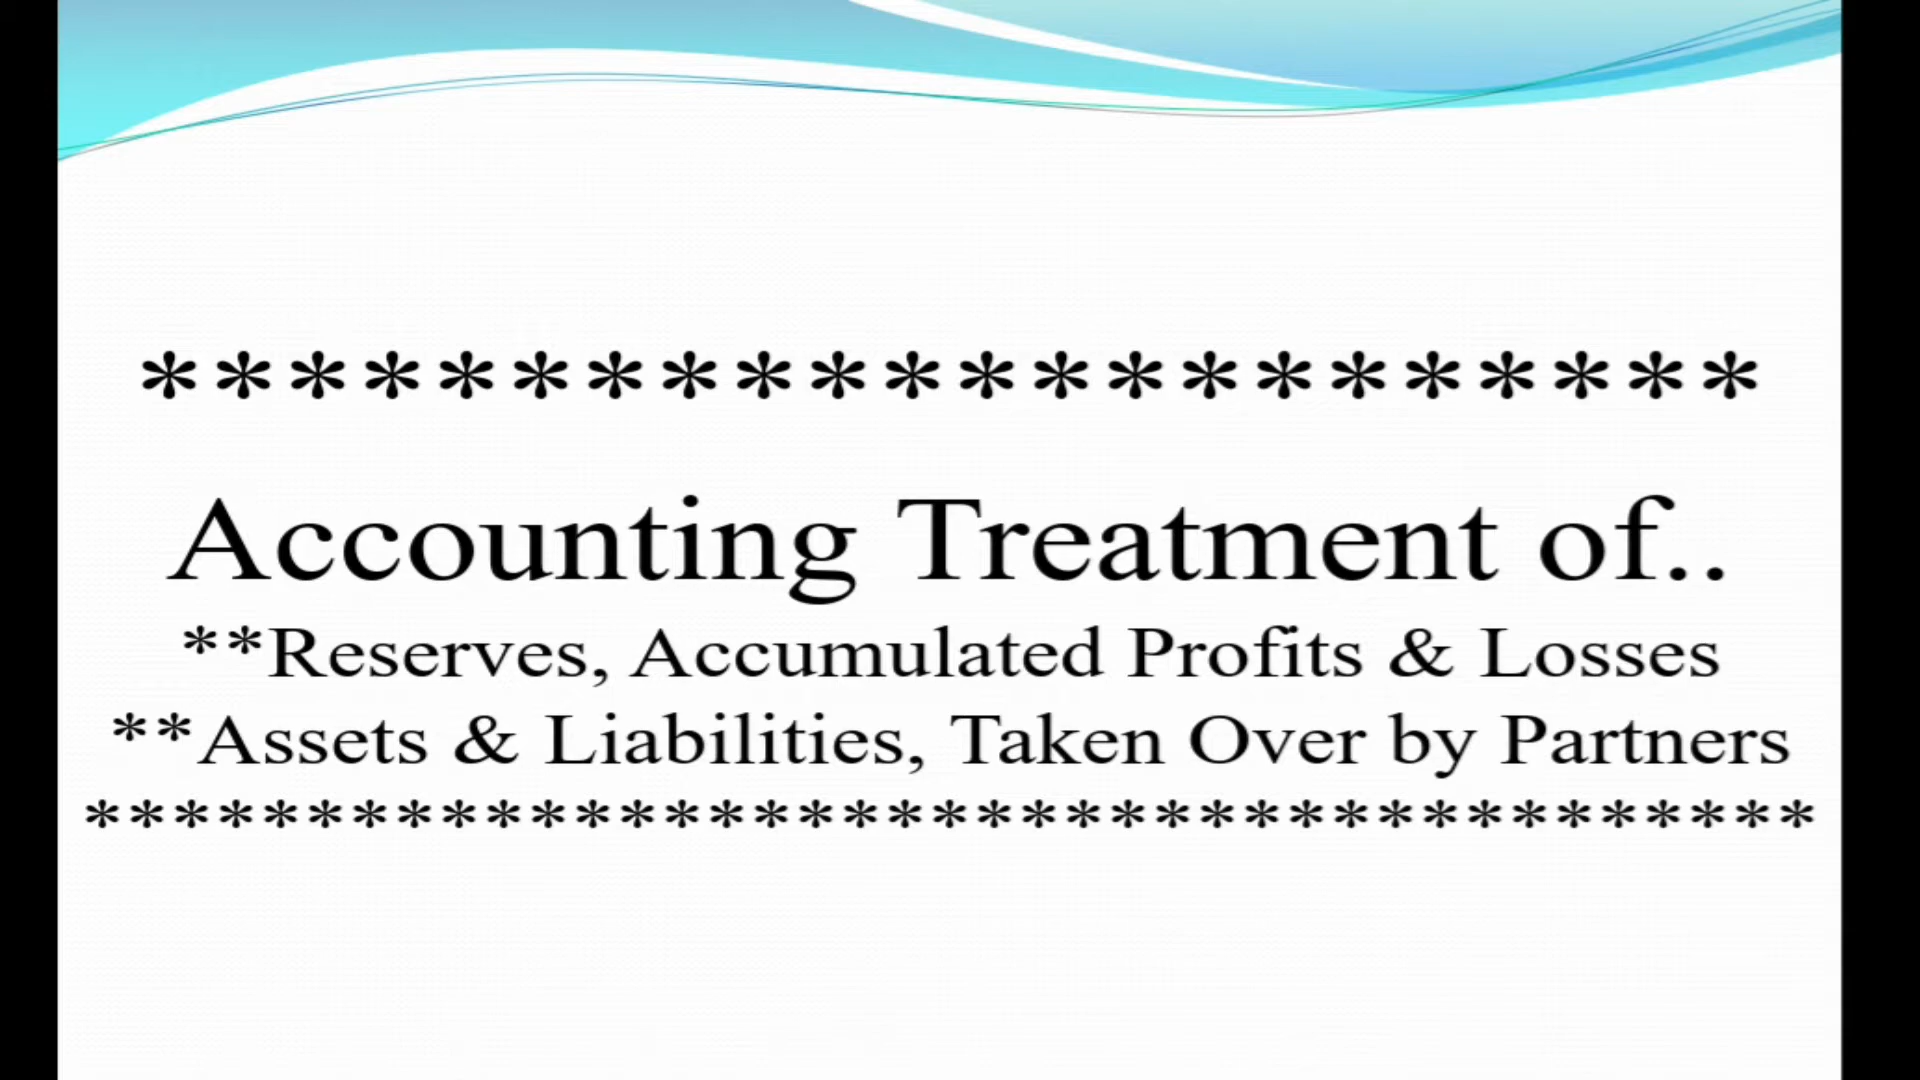 **********************
Accounting Treatment of..
**Reserves, Accumulated Profits & Losses
**Assets & Liabilities, Taken Over by Partners
***************************************